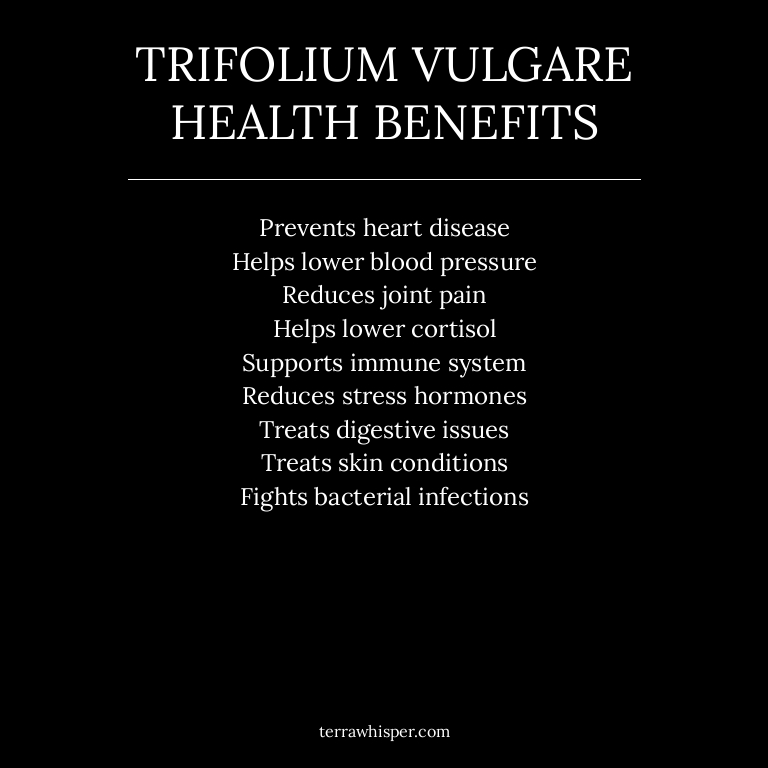 TRIFOLIUM VULGARE
HEALTH BENEFITS
Prevents heart disease
Helps lower blood pressure
Reduces joint pain
Helps lower cortisol
Supports immune system
Reduces stress hormones
Treats digestive issues
Treats skin conditions
Fights bacterial infections
terrawhisper.com